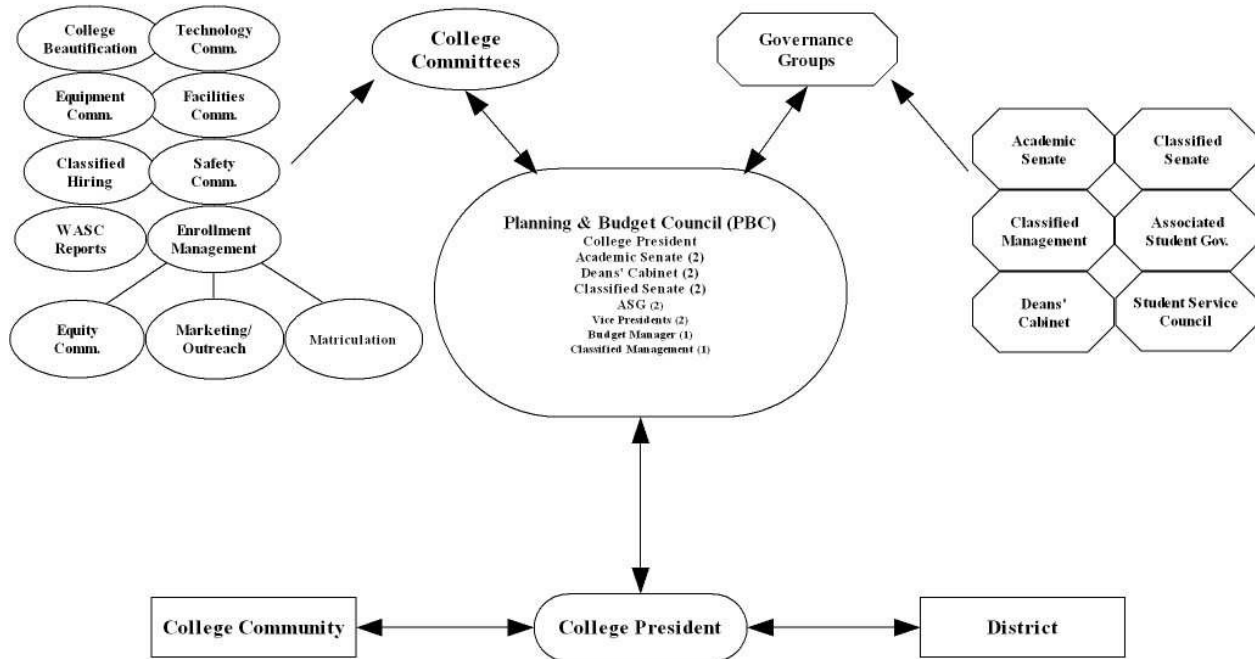 College
Beautification
Technology
Comm.
College
Committees
Governance
Groups
Equipment
Comm.
Facilities
Comm.
Classified
Hiring
Safety
Comm.
WASC
Reports
Enrollment
Management
Equity
Comm.
Marketing/
Outreach
Matriculation
Planning & Budget Council (PBC)
College President
Academic Senate (2)
Deans' Cabinet (2)
Classified Senate (2)
ASG (2)
Vice Presidents (2)
Budget Manager (1)
Classified Management (1)
Academic
Senate
Classified
Senate
Classified
Management
Associated
Student Gov.
Deans'
Cabinet
Student Service
Council
College Community
College President
District